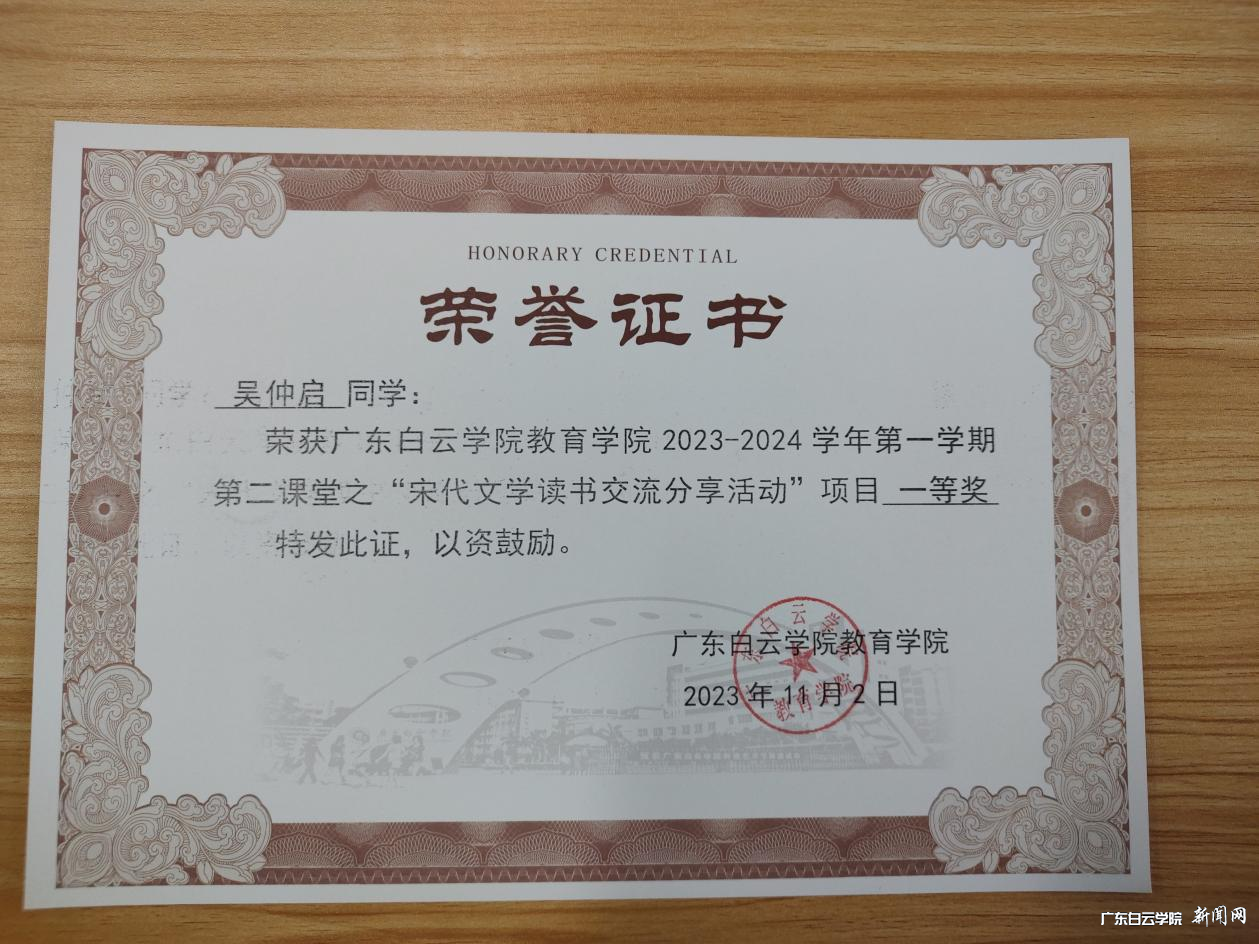 HONORARY CREDENTIAL
荣誉证书
吴仲启 同学：
荣获广东白云学院教育学院 2023-2024 学年第一学期
第二课堂之“宋代文学读书交流分享活动”项目 一等奖
特发此证，以资鼓励。
广东白云学院教育学院
2023 年 11 月 2 日
教育学院
广东白云学院 新闻网